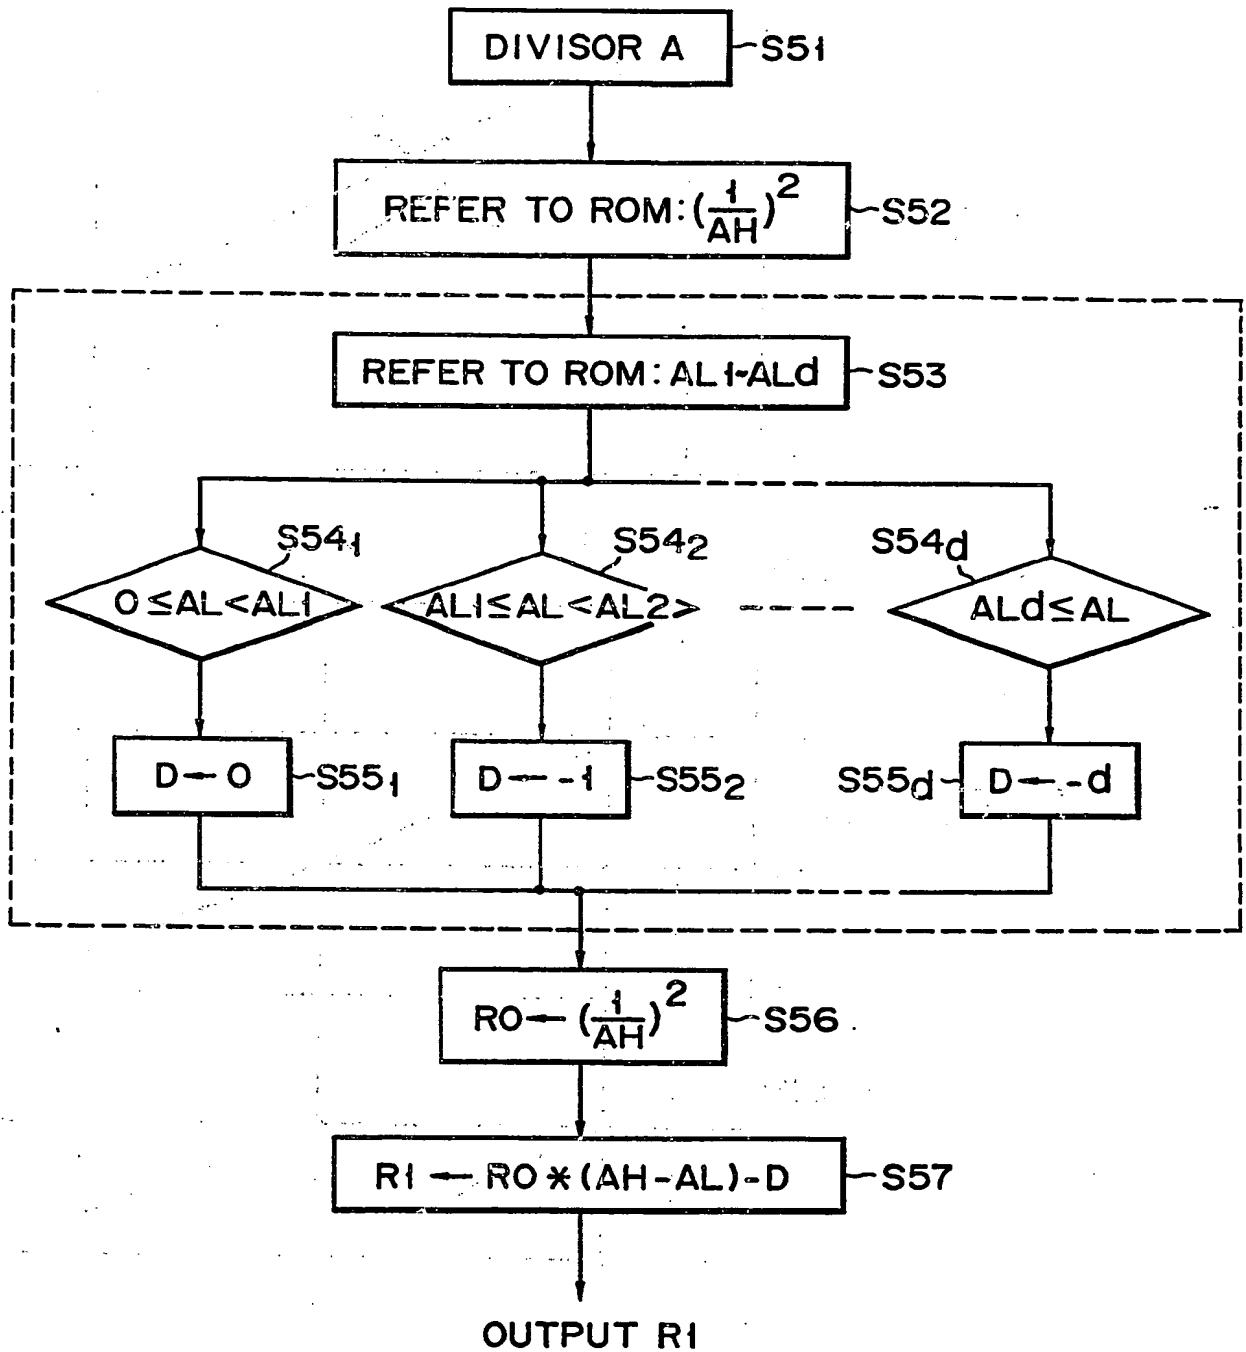 DIVISOR A S51
REFER TO ROM: (1/AH)² S52
REFER TO ROM: AL1~ALd S53
S54₁ S54₂ S54d
0≤AL<AL1 AL1≤AL<AL2 ALd≤AL
D←0 S55₁ D←-1 S55₂ S55d D←-d
R0←(1/AH)² S56
R1←R0*(AH-AL)-D S57
OUTPUT R1